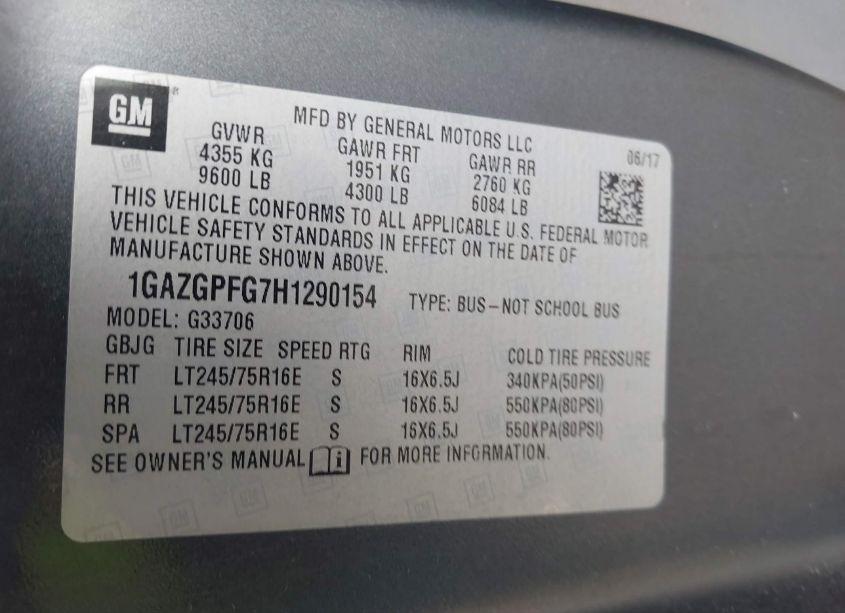 GM
MFD BY GENERAL MOTORS LLC 06/17
GVWR GAWR FRT GAWR RR
4355 KG 1951 KG 2760 KG
9600 LB 4300 LB 6084 LB
THIS VEHICLE CONFORMS TO ALL APPLICABLE U.S. FEDERAL MOTOR
VEHICLE SAFETY STANDARDS IN EFFECT ON THE DATE OF
MANUFACTURE SHOWN ABOVE.
1GAZGPFG7H1290154 TYPE: BUS-NOT SCHOOL BUS
MODEL: G33706
GBJG TIRE SIZE SPEED RTG RIM COLD TIRE PRESSURE
FRT LT245/75R16E S 16X6.5J 340KPA(50PSI)
RR LT245/75R16E S 16X6.5J 550KPA(80PSI)
SPA LT245/75R16E S 16X6.5J 550KPA(80PSI)
SEE OWNER'S MANUAL i FOR MORE INFORMATION.